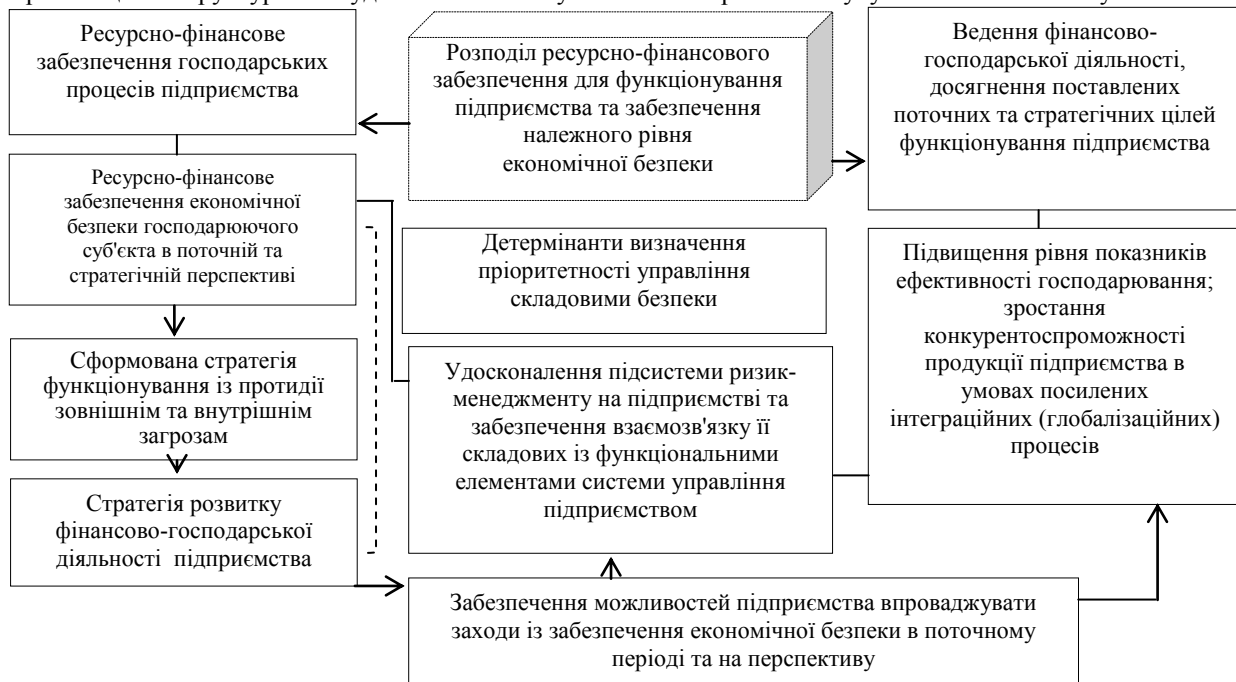 Ресурсно-фінансове
забезпечення господарських
процесів підприємства
Розподіл ресурсно-фінансового
забезпечення для функціонування
підприємства та забезпечення
належного рівня
економічної безпеки
Ведення фінансово-
господарської діяльності,
досягнення поставлених
поточних та стратегічних цілей
функціонування підприємства
Ресурсно-фінансове
забезпечення економічної
безпеки господарюючого
суб'єкта в поточній та
стратегічній перспективі
Детермінанти визначення
пріоритетності управління
складовими безпеки
Підвищення рівня показників
ефективності господарювання;
зростання
конкурентоспроможності
продукції підприємства в
умовах посилених
інтеграційних (глобалізаційних)
процесів
Сформована стратегія
функціонування із протидії
зовнішнім та внутрішнім
загрозам
Удосконалення підсистеми ризик-
менеджменту на підприємстві та
забезпечення взаємозв'язку її
складових із функціональними
елементами системи управління
підприємством
Стратегія розвитку
фінансово-господарської
діяльності підприємства
Забезпечення можливостей підприємства впроваджувати
заходи із забезпечення економічної безпеки в поточному
періоді та на перспективу